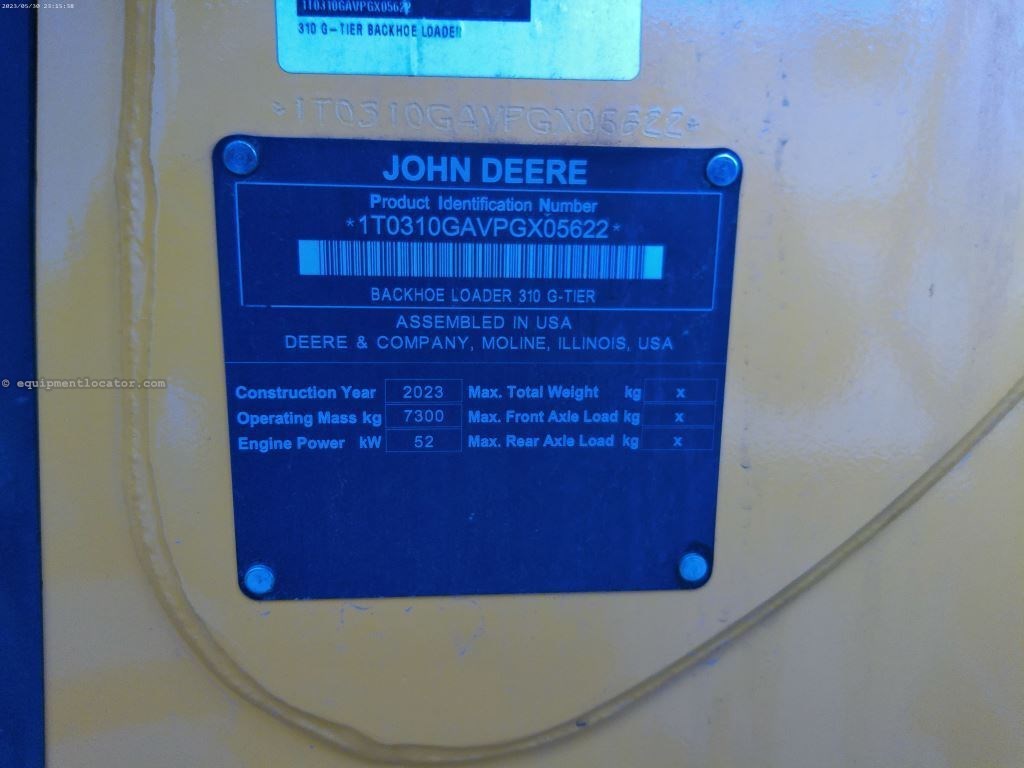 2023/05/30 23:15:58
1T0310GAVPGX05622
310 G-TIER BACKHOE LOADER
*1T0310GAVPGX05622*
JOHN DEERE
Product Identification Number
*1T0310GAVPGX05622*
BACKHOE LOADER 310 G-TIER
ASSEMBLED IN USA
DEERE & COMPANY, MOLINE, ILLINOIS, USA
© equipmentlocator.com
Construction Year 2023 Max. Total Weight kg x
Operating Mass kg 7300 Max. Front Axle Load kg x
Engine Power kW 52 Max. Rear Axle Load kg x